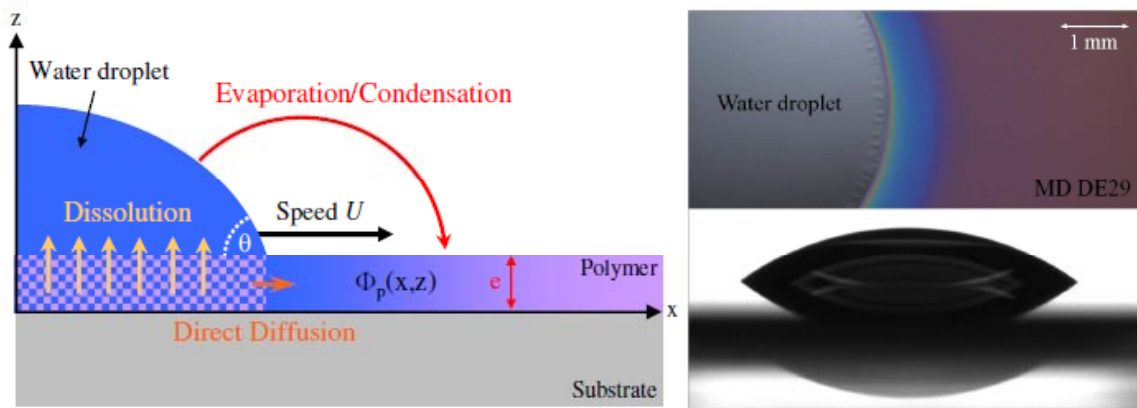 z
Water droplet
Evaporation/Condensation
Dissolution
Speed U
θ
Φp(x,z)
e
Polymer
x
Direct Diffusion
Substrate
1 mm
Water droplet
MD DE29